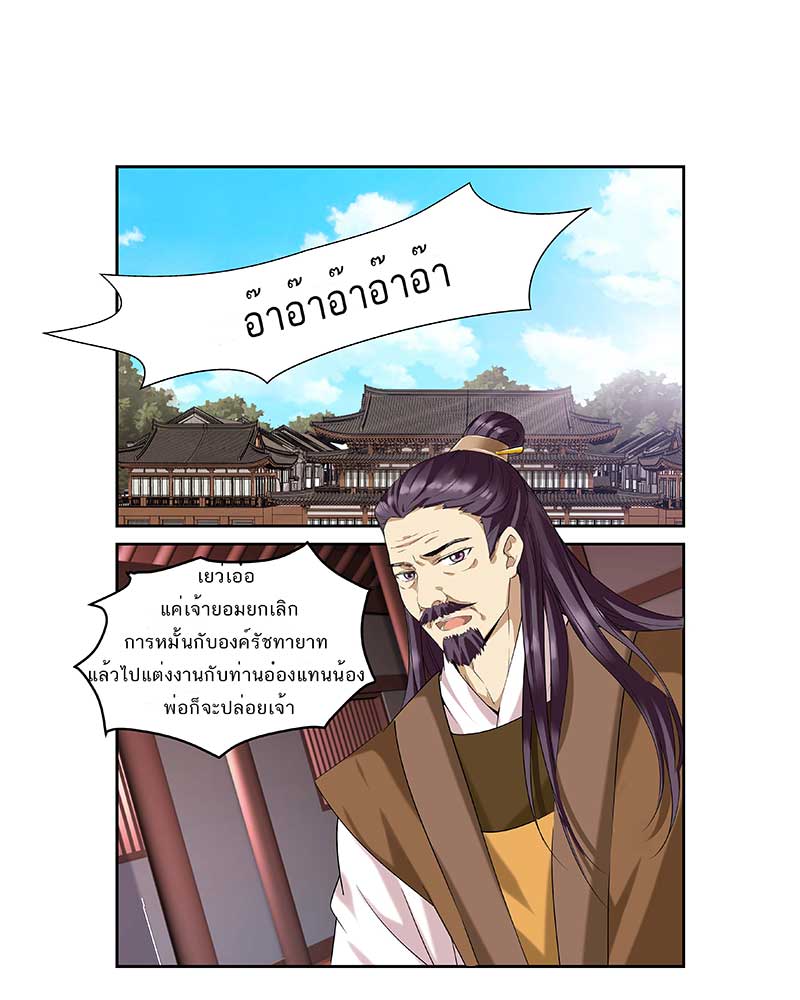 อ๊าอ๊าอ๊าอ๊าอ๊า
เยว่เอ๋อ
แค่เจ้ายอมยกเลิก
การหมั้นกับองค์รัชทายาท
แล้วไปแต่งงานกับท่านอ๋องแทนน้อง
พ่อก็จะปล่อยเจ้า